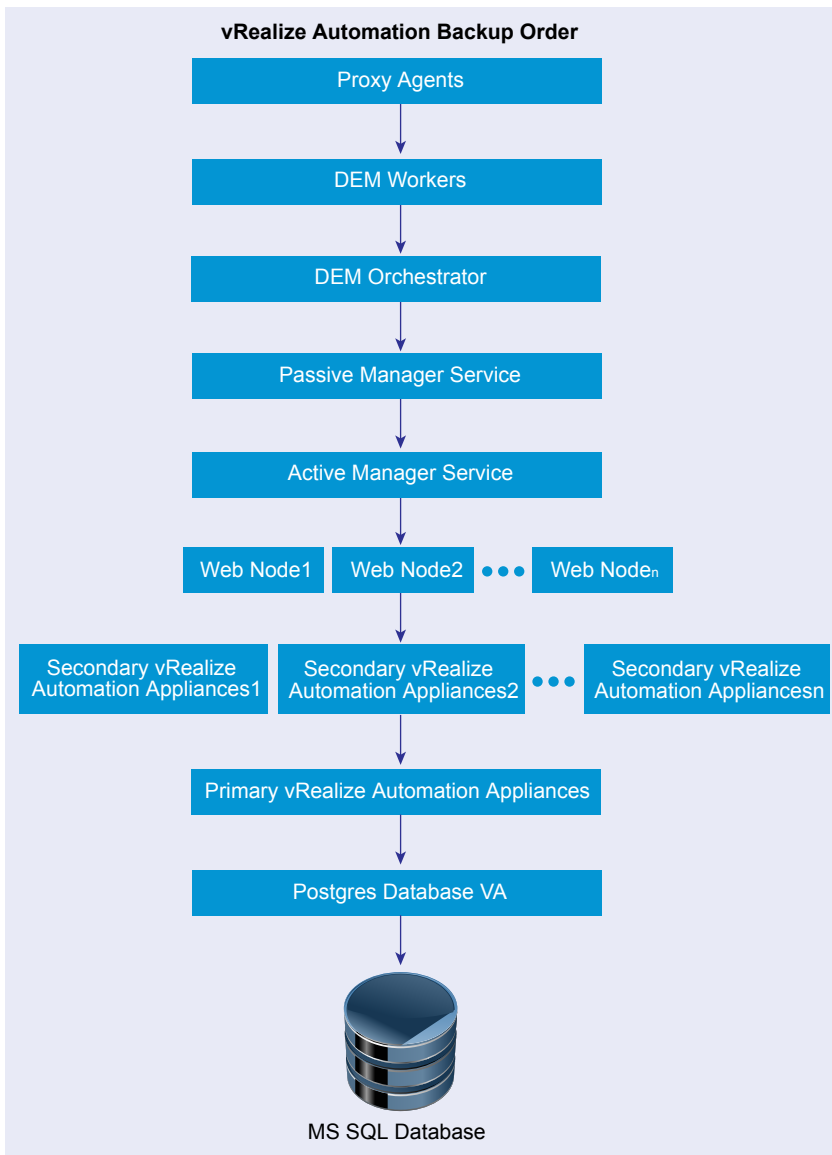 vRealize Automation Backup Order
Proxy Agents
DEM Workers
DEM Orchestrator
Passive Manager Service
Active Manager Service
Web Node1
Web Node2
Web Noden
Secondary vRealize
Automation Appliances1
Secondary vRealize
Automation Appliances2
Secondary vRealize
Automation Appliancesn
Primary vRealize Automation Appliances
Postgres Database VA
MS SQL Database